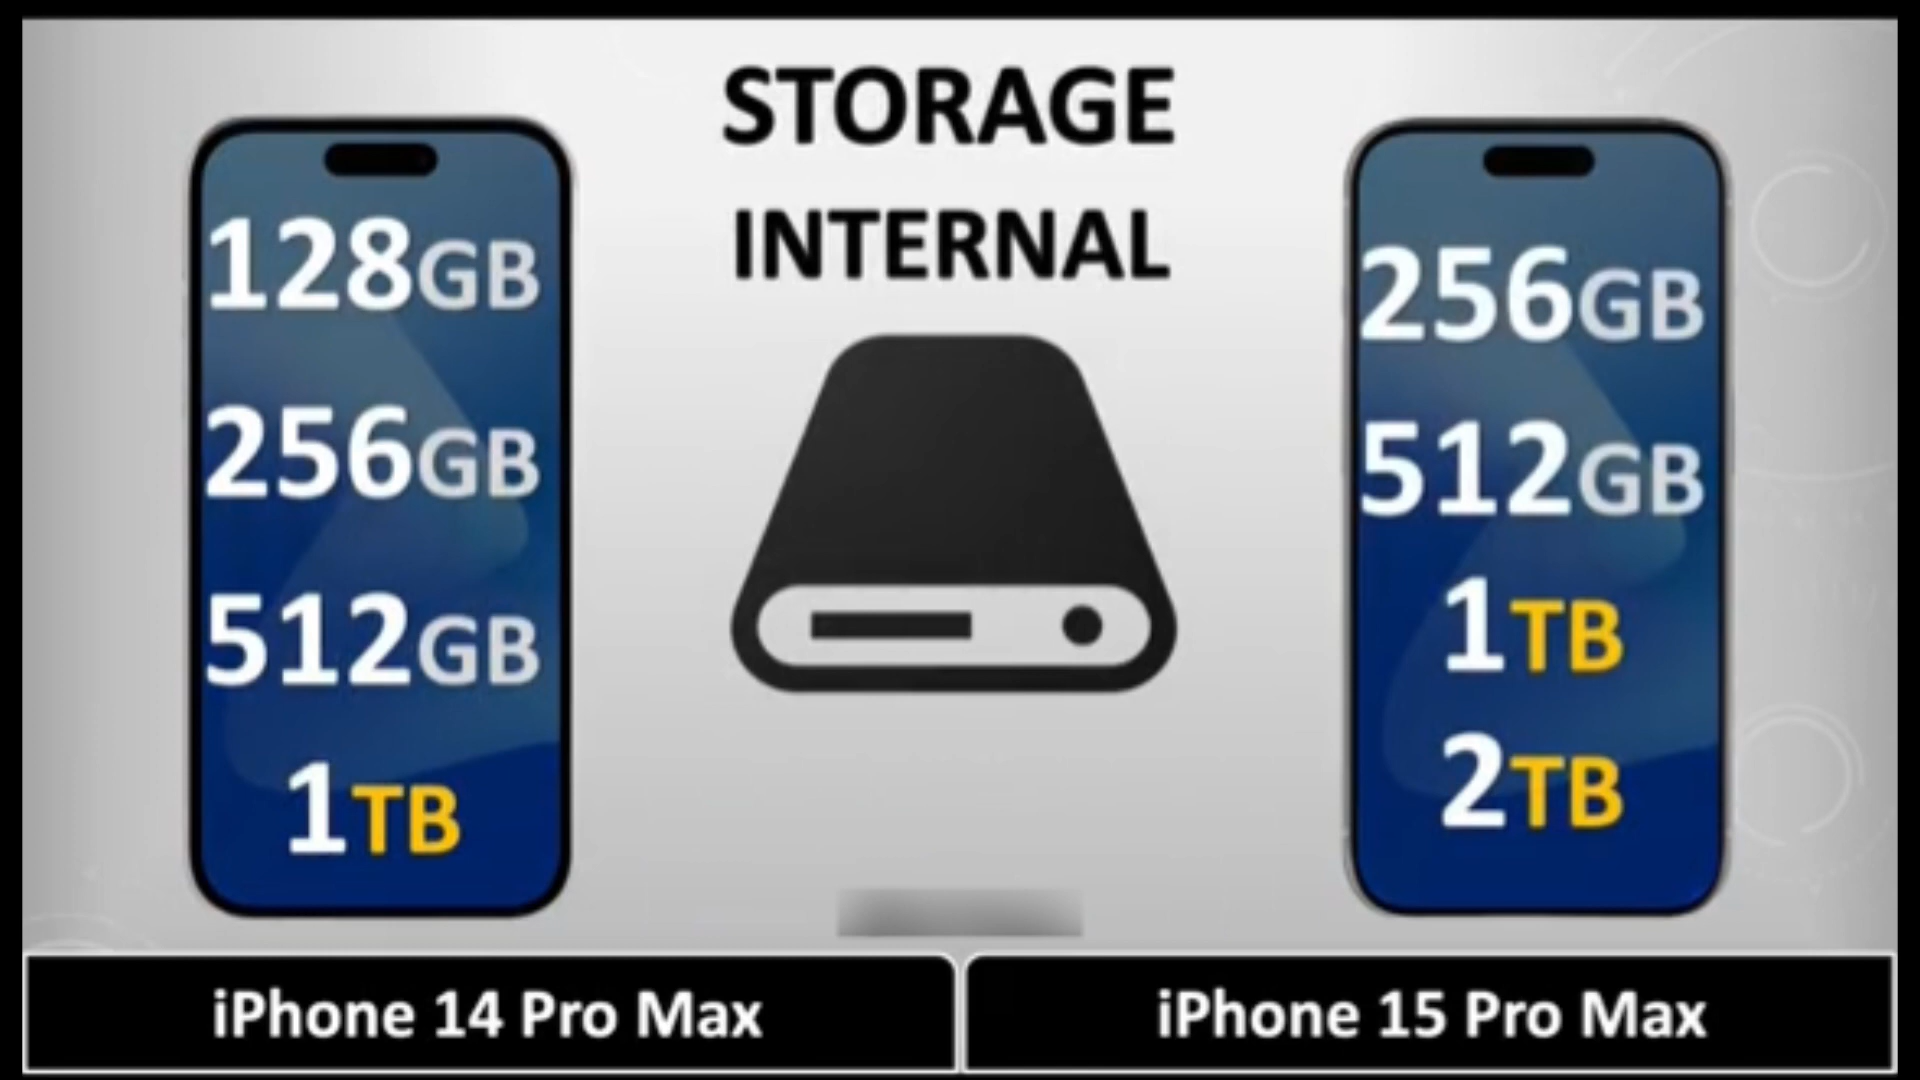 STORAGE
INTERNAL
128GB
256GB
512GB
1TB
256GB
512GB
1TB
2TB
iPhone 14 Pro Max
iPhone 15 Pro Max